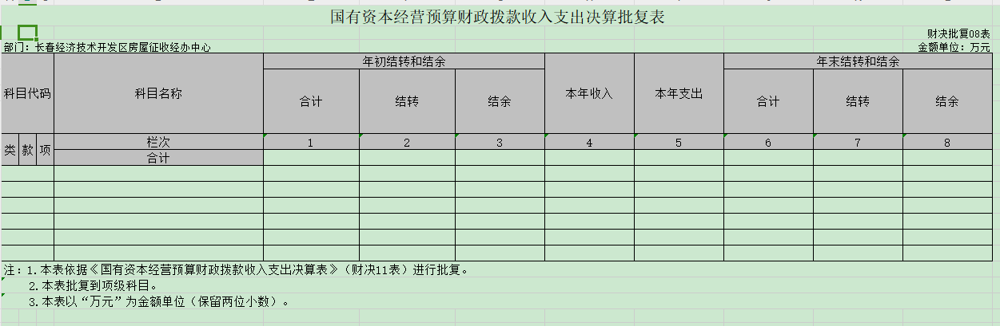 国有资本经营预算财政拨款收入支出决算批复表
财决批复08表
部门：长春经济技术开发区房屋征收经办中心
金额单位：万元
科目代码 科目名称 年初结转和结余 本年收入 本年支出 年末结转和结余
合计 结转 结余 合计 结转 结余
类 款 项 栏次 1 2 3 4 5 6 7 8
合计
注：1.本表依据《国有资本经营预算财政拨款收入支出决算表》（财决11表）进行批复。
2.本表批复到项级科目。
3.本表以“万元”为金额单位（保留两位小数）。